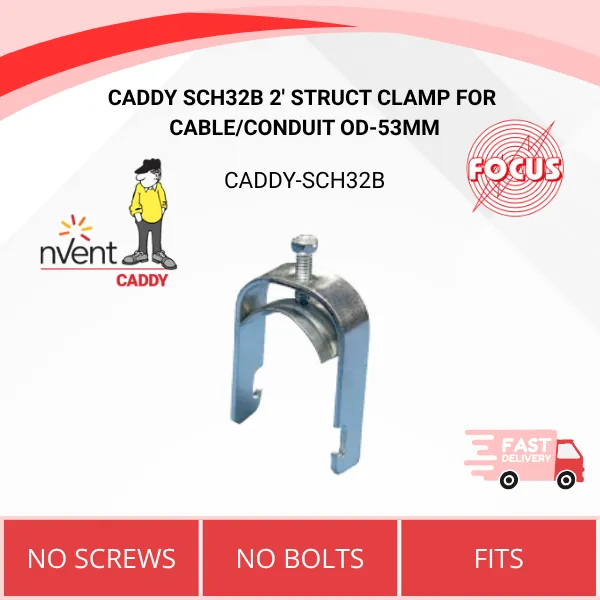 CADDY SCH32B 2' STRUCT CLAMP FOR
CABLE/CONDUIT OD-53MM
CADDY-SCH32B
FOCUS
nvent
CADDY
FAST
DELIVERY
NO SCREWS
NO BOLTS
FITS